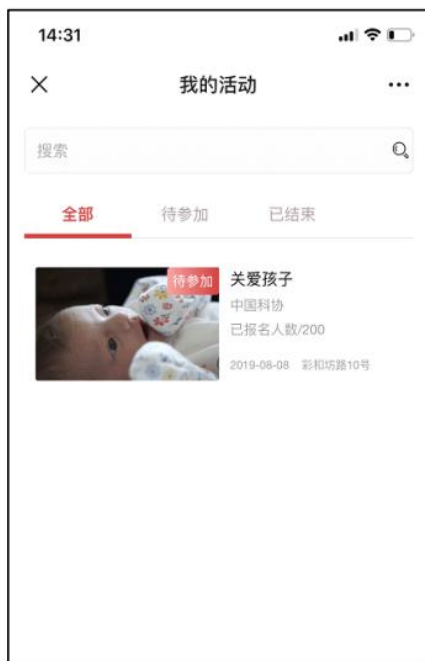 14:31
我的活动
搜索
全部 待参加 已结束
待参加
关爱孩子
中国科协
已报名人数/200
2019-08-08 彩和坊路10号